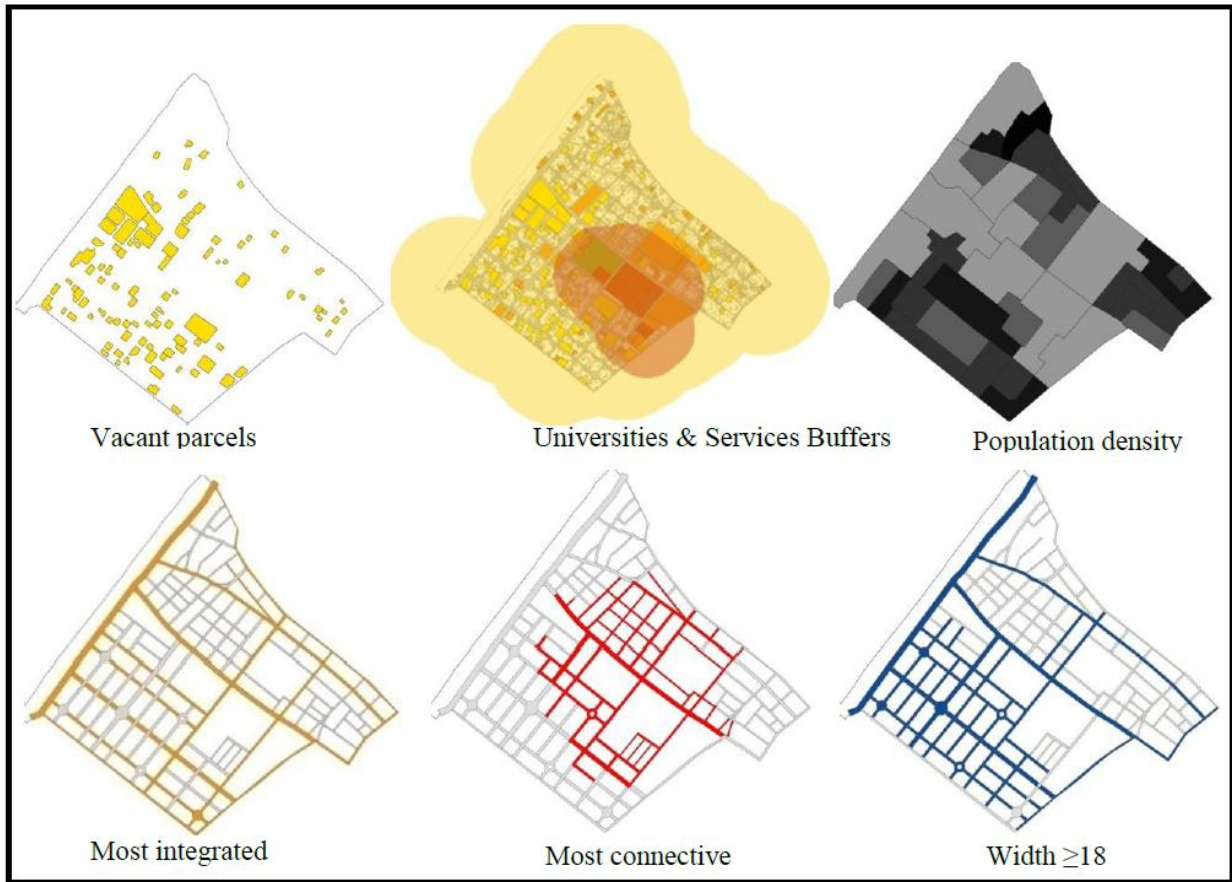 Vacant parcels
Universities & Services Buffers
Population density
Most integrated
Most connective
Width ≥18